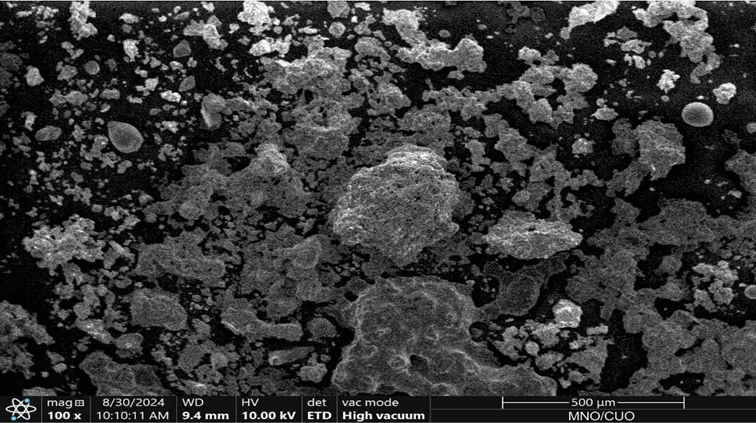 mag 8/30/2024 WD HV det vac mode 500 µm
100 x 10:10:11 AM 9.4 mm 10.00 kV ETD High vacuum MNO/CUO